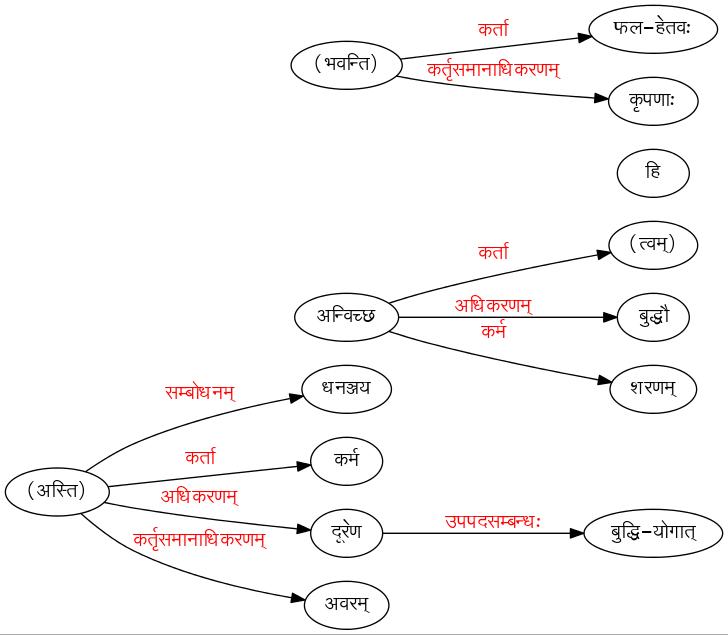 कर्ता
फल-हेतवः
(भवन्ति)
कर्तृसमानाधिकरणम्
कृपणाः
हि
कर्ता
(त्वम्)
अन्विच्छ
अधिकरणम्
बुद्धौ
कर्म
शरणम्
सम्बोधनम्
धनञ्जय
कर्ता
कर्म
(अस्ति)
अधिकरणम्
दूरेण
उपपदसम्बन्धः
बुद्धि-योगात्
कर्तृसमानाधिकरणम्
अवरम्